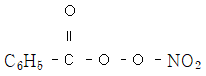 O
||
C₆H₅ – C – O – O – NO₂